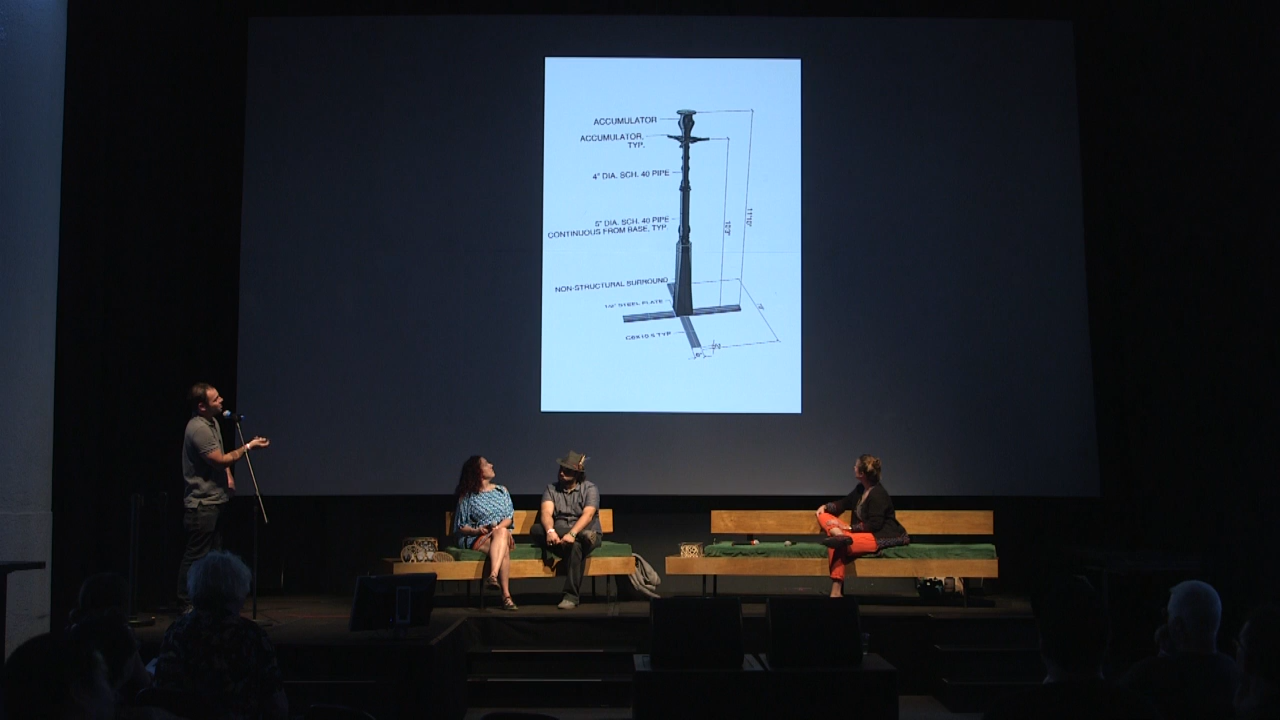 ACCUMULATOR
ACCUMULATOR,
TYP.
4" DIA. SCH. 40 PIPE
5" DIA. SCH. 40 PIPE
CONTINUOUS FROM BASE, TYP.
NON-STRUCTURAL SURROUND
STEEL PLATE
TYP